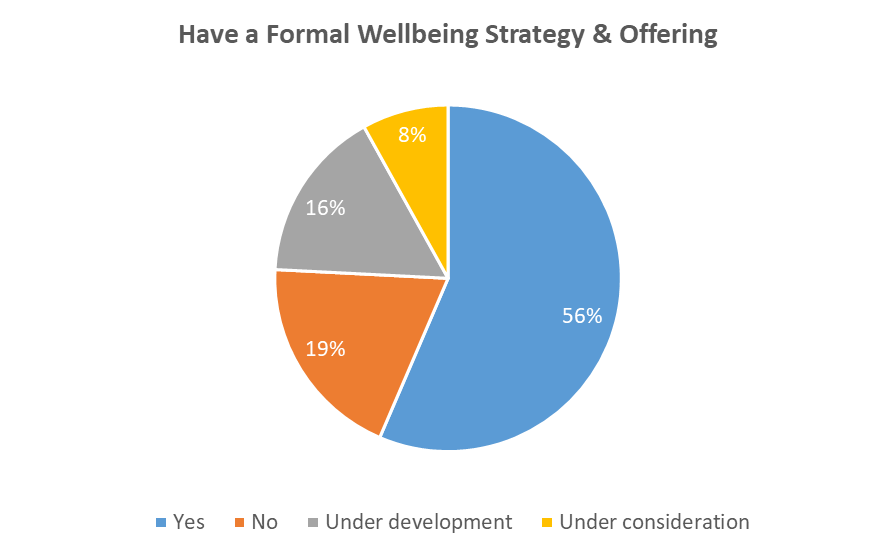 Have a Formal Wellbeing Strategy & Offering
8%
16%
56%
19%
Yes No Under development Under consideration